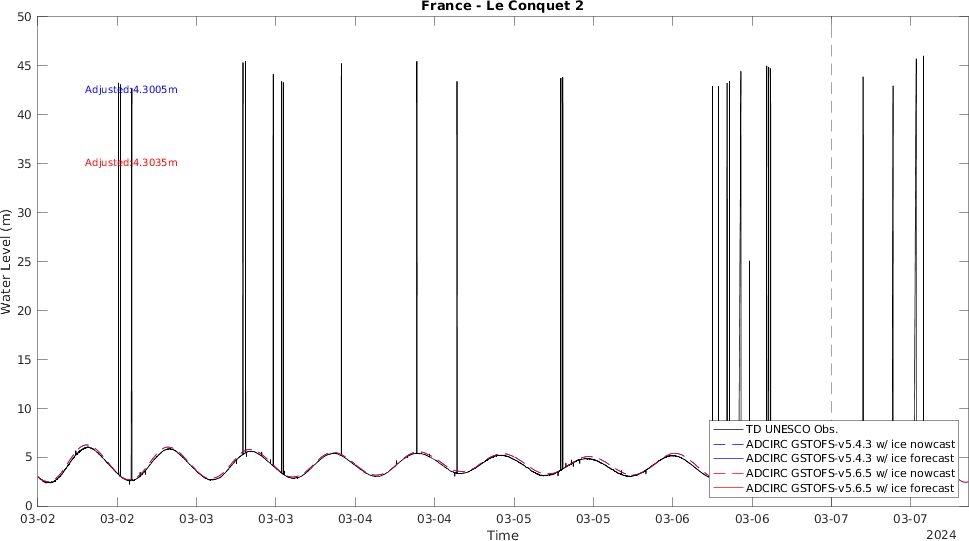 France - Le Conquet 2
50
45
40
35
30
25
20
15
10
5
0
Water Level (m)
Adjusted:4.3005m
Adjusted:4.3035m
TD UNESCO Obs.
ADCIRC GSTOFS-v5.4.3 w/ ice nowcast
ADCIRC GSTOFS-v5.4.3 w/ ice forecast
ADCIRC GSTOFS-v5.6.5 w/ ice nowcast
ADCIRC GSTOFS-v5.6.5 w/ ice forecast
03-02 03-02 03-03 03-03 03-04 03-04 03-05 03-05 03-06 03-06 03-07 03-07
Time
2024